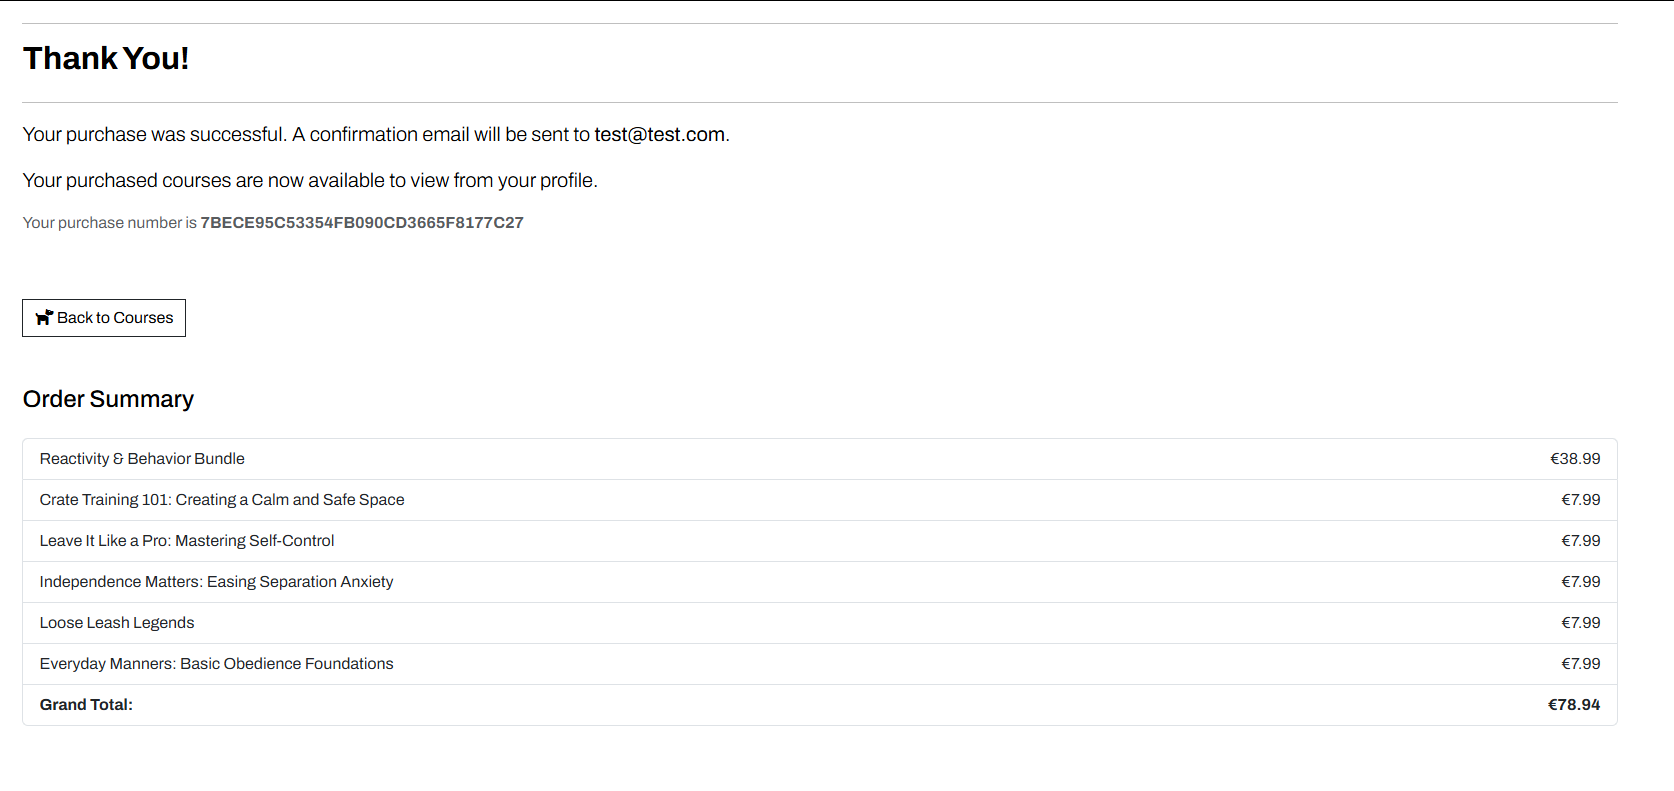 Thank You!
Your purchase was successful. A confirmation email will be sent to test@test.com.
Your purchased courses are now available to view from your profile.
Your purchase number is 7BECE95C53354FB090CD3665F8177C27
Back to Courses
Order Summary
Reactivity & Behavior Bundle €38.99
Crate Training 101: Creating a Calm and Safe Space €7.99
Leave It Like a Pro: Mastering Self-Control €7.99
Independence Matters: Easing Separation Anxiety €7.99
Loose Leash Legends €7.99
Everyday Manners: Basic Obedience Foundations €7.99
Grand Total: €78.94